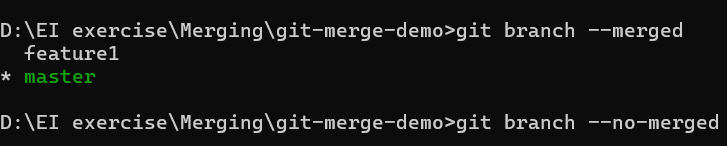 D:\EI exercise\Merging\git-merge-demo>git branch --merged
  feature1
* master
D:\EI exercise\Merging\git-merge-demo>git branch --no-merged